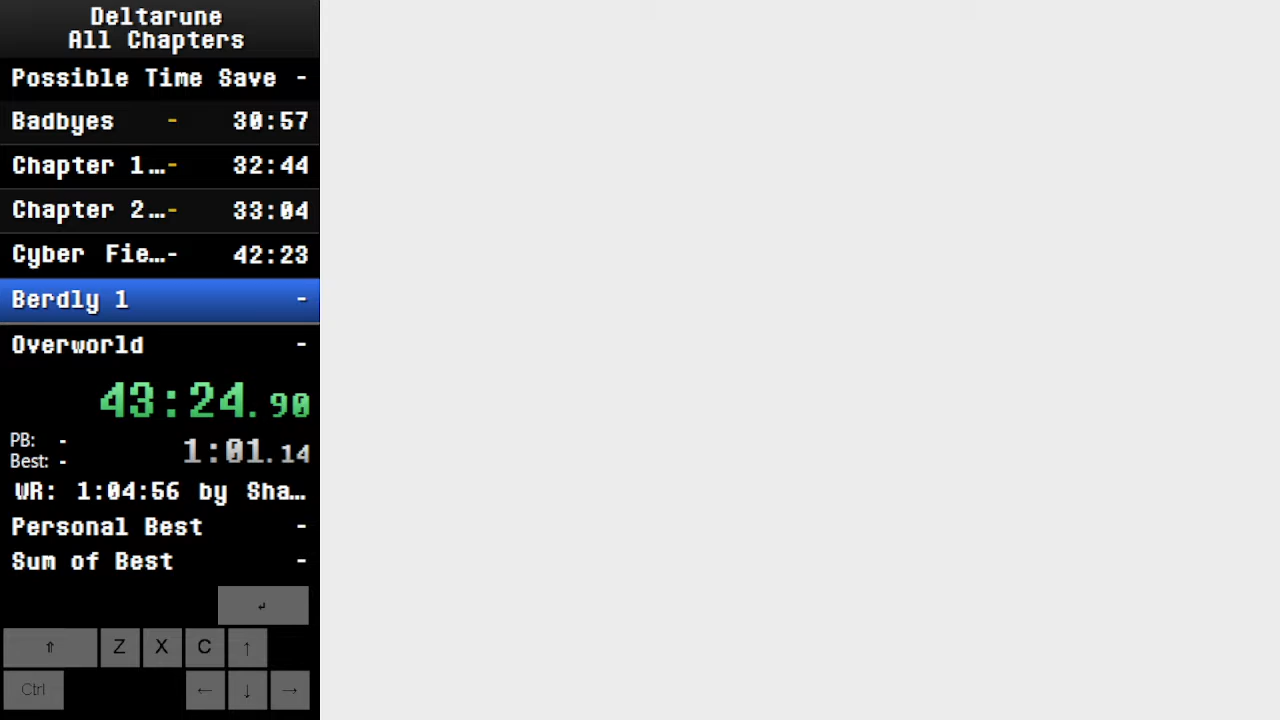 Deltarune
All Chapters
Possible Time Save -
Badbyes - 30:57
Chapter 1…- 32:44
Chapter 2…- 33:04
Cyber Fie…- 42:23
Berdly 1 -
Overworld -
43:24.90
PB: - 1:01.14
Best: -
WR: 1:04:56 by Sha…
Personal Best -
Sum of Best -
↵
⇑ Z X C ↑
Ctrl ← ↓ →